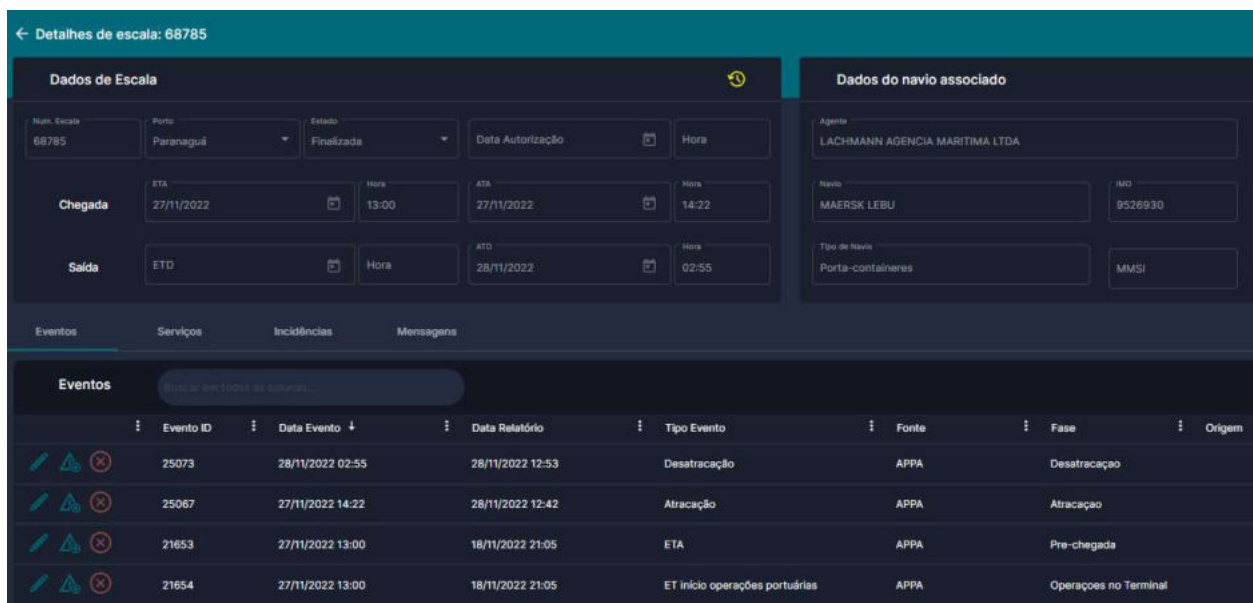 Detalhes de escala: 68785
Dados de Escala
Dados do navio associado
Num. Escala Porto Estado Agente
68785 Paranaguá Finalizada Data Autorização Hora LACHMANN AGENCIA MARITIMA LTDA
ETA Hora ATA Hora Navio IMO
Chegada 27/11/2022 13:00 27/11/2022 14:22 MAERSK LEBU 9526930
ATD Hora Tipo de Navio
Saída ETD Hora 28/11/2022 02:55 Porta-containeres MMSI
Eventos Serviços Incidências Mensagens
Eventos Buscar em todas as colunas...
Evento ID Data Evento Data Relatório Tipo Evento Fonte Fase Origem
25073 28/11/2022 02:55 28/11/2022 12:53 Desatracação APPA Desatracaçao
25067 27/11/2022 14:22 28/11/2022 12:42 Atracação APPA Atracaçao
21653 27/11/2022 13:00 18/11/2022 21:05 ETA APPA Pre-chegada
21654 27/11/2022 13:00 18/11/2022 21:05 ET início operações portuárias APPA Operaçoes no Terminal